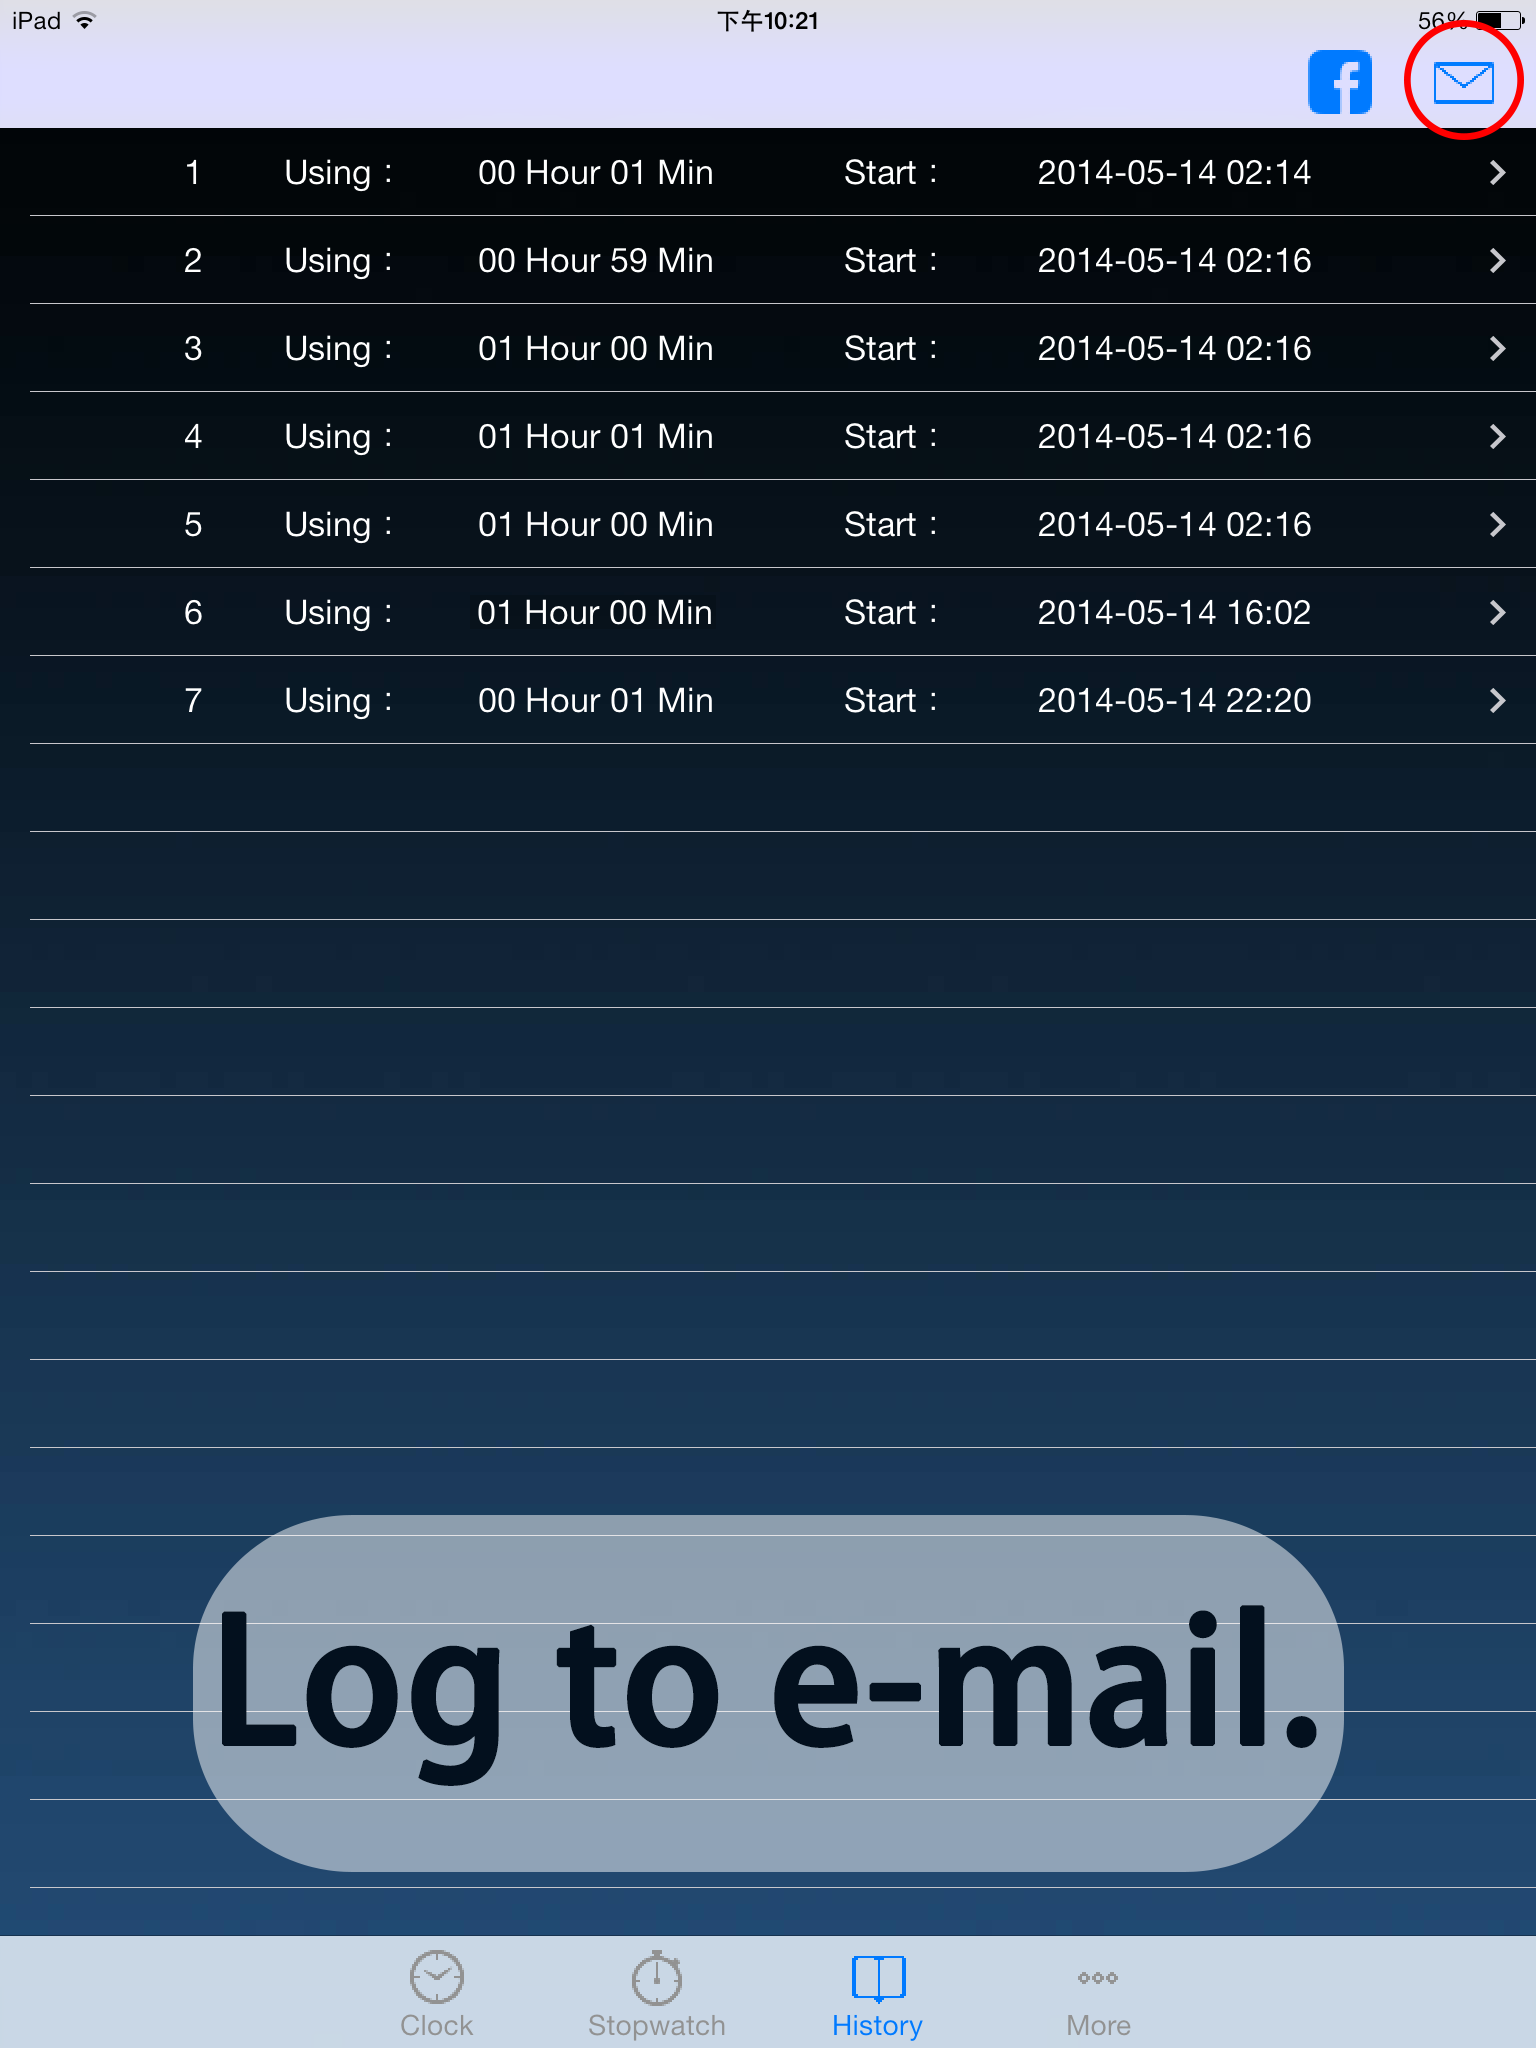 iPad 下午10:21 56%
1 Using： 00 Hour 01 Min Start： 2014-05-14 02:14
2 Using： 00 Hour 59 Min Start： 2014-05-14 02:16
3 Using： 01 Hour 00 Min Start： 2014-05-14 02:16
4 Using： 01 Hour 01 Min Start： 2014-05-14 02:16
5 Using： 01 Hour 00 Min Start： 2014-05-14 02:16
6 Using： 01 Hour 00 Min Start： 2014-05-14 16:02
7 Using： 00 Hour 01 Min Start： 2014-05-14 22:20
Log to e-mail.
Clock Stopwatch History More